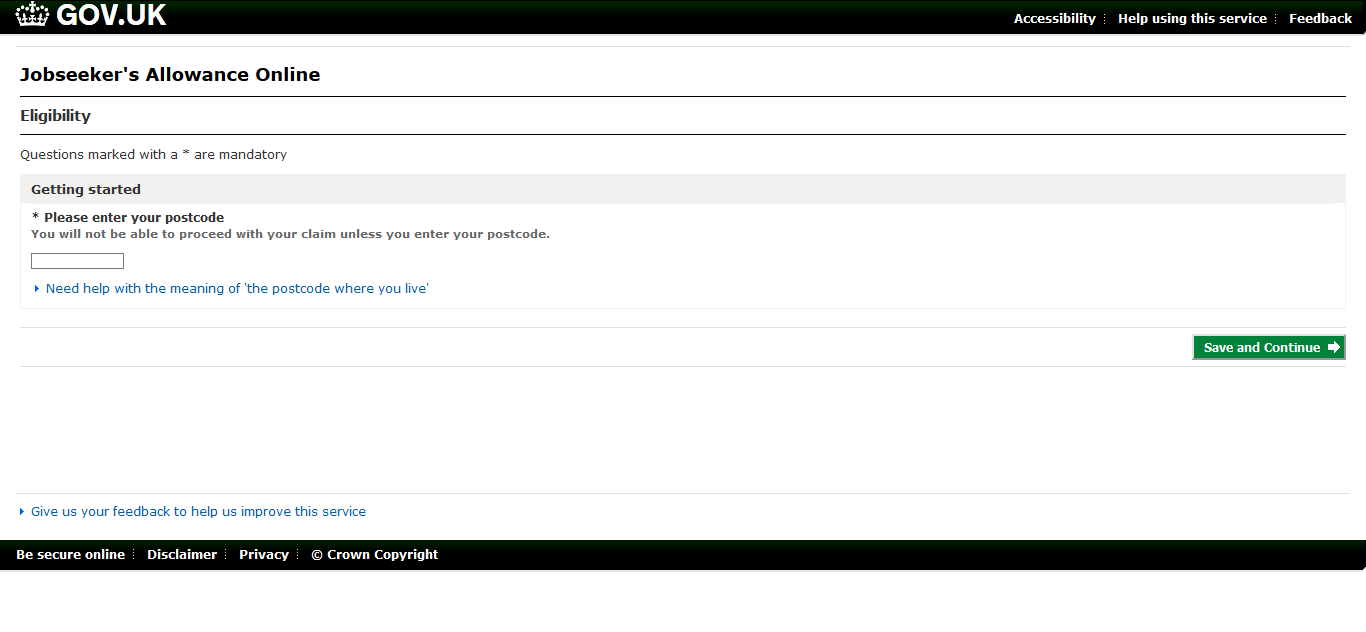 GOV.UK
Accessibility Help using this service Feedback
Jobseeker's Allowance Online
Eligibility
Questions marked with a * are mandatory
Getting started
* Please enter your postcode
You will not be able to proceed with your claim unless you enter your postcode.
Need help with the meaning of 'the postcode where you live'
Save and Continue
Give us your feedback to help us improve this service
Be secure online Disclaimer Privacy © Crown Copyright